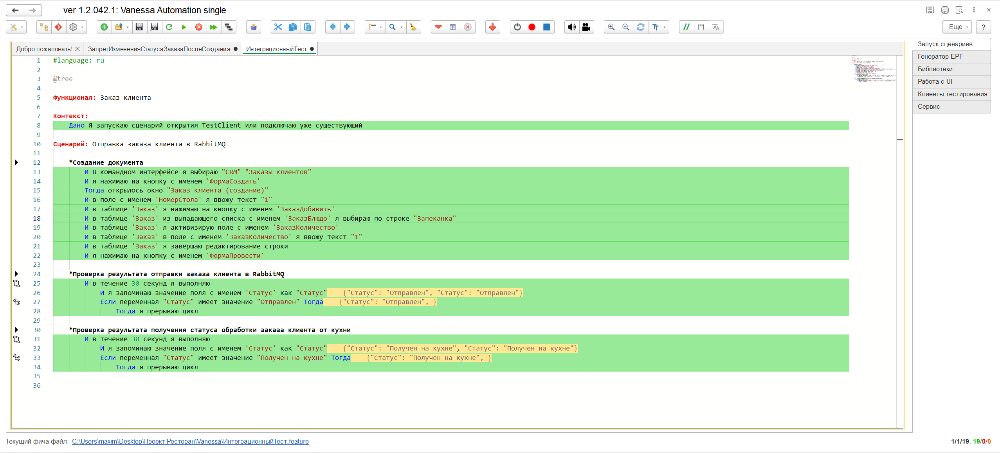 ver 1.2.042.1: Vanessa Automation single
Еще
?
Добро пожаловать!
ЗапретИзмененияСтатусаЗаказаПослеСоздания
ИнтеграционныйТест
Запуск сценариев
Генератор EPF
Библиотеки
Работа с UI
Клиенты тестирования
Сервис
1 #language: ru
2
3 @tree
4
5 Функционал: Заказ клиента
6
7 Контекст:
8 Дано Я запускаю сценарий открытия TestClient или подключаю уже существующий
9
10 Сценарий: Отправка заказа клиента в RabbitMQ
11
12 *Создание документа
13 И В командном интерфейсе я выбираю "CRM" "Заказы клиентов"
14 И я нажимаю на кнопку с именем 'ФормаСоздать'
15 Тогда открылось окно "Заказ клиента (создание)"
16 И в поле с именем 'НомерСтола' я ввожу текст "1"
17 И в таблице 'Заказ' я нажимаю на кнопку с именем 'ЗаказДобавить'
18 И в таблице 'Заказ' из выпадающего списка с именем 'ЗаказБлюдо' я выбираю по строке "Запеканка"
19 И в таблице 'Заказ' я активизирую поле с именем 'ЗаказКоличество'
20 И в таблице 'Заказ' в поле с именем 'ЗаказКоличество' я ввожу текст "1"
21 И в таблице 'Заказ' я завершаю редактирование строки
22 И я нажимаю на кнопку с именем 'ФормаПровести'
23
24 *Проверка результата отправки заказа клиента в RabbitMQ
25 И в течение 30 секунд я выполняю
26 И я запоминаю значение поля с именем 'Статус' как "Статус" {"Статус": "Отправлен", "Статус": "Отправлен"}
27 Если переменная "Статус" имеет значение "Отправлен" Тогда {"Статус": "Отправлен", }
28 Тогда я прерываю цикл
29
30 *Проверка результата получения статуса обработки заказа клиента от кухни
31 И в течение 30 секунд я выполняю
32 И я запоминаю значение поля с именем 'Статус' как "Статус" {"Статус": "Получен на кухне", "Статус": "Получен на кухне"}
33 Если переменная "Статус" имеет значение "Получен на кухне" Тогда {"Статус": "Получен на кухне", }
34 Тогда я прерываю цикл
35
36
Текущий фича файл: C:\Users\maxim\Desktop\Проект Ресторан\Vanessa\ИнтеграционныйТест.feature
1/1/19, 19/0/0